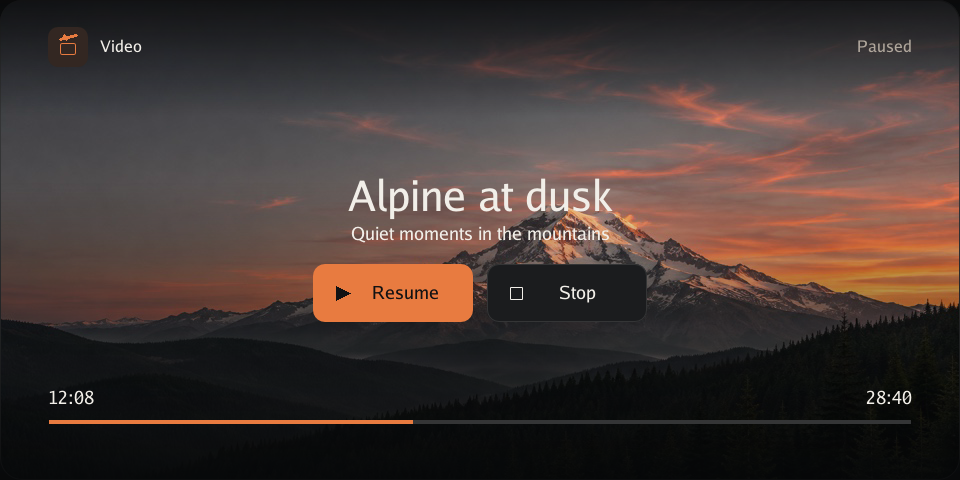 Video
Paused
Alpine at dusk
Quiet moments in the mountains
Resume
Stop
12:08
28:40